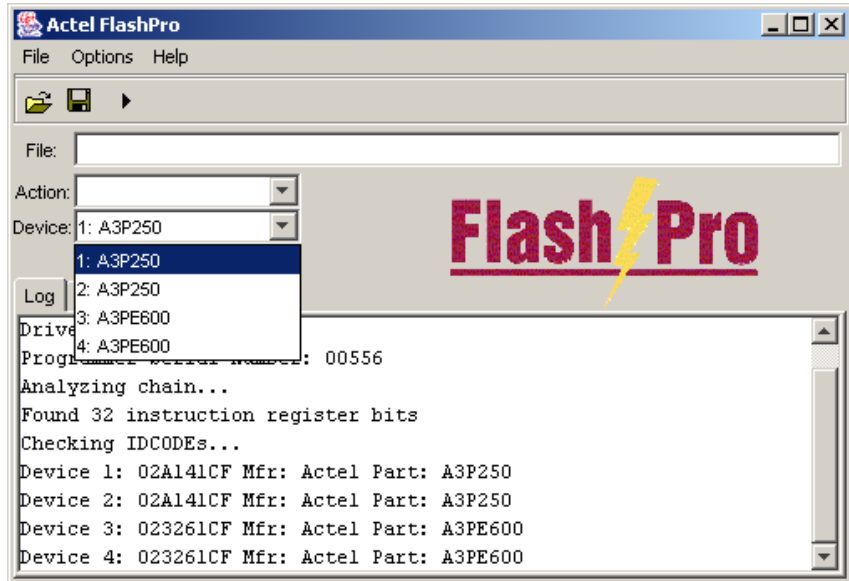 Actel FlashPro
File Options Help
File:
Action:
Device: 1: A3P250
1: A3P250
2: A3P250
3: A3PE600
4: A3PE600
Flash Pro
Log
: 00556
Analyzing chain...
Found 32 instruction register bits
Checking IDCODEs...
Device 1: 02A141CF Mfr: Actel Part: A3P250
Device 2: 02A141CF Mfr: Actel Part: A3P250
Device 3: 023261CF Mfr: Actel Part: A3PE600
Device 4: 023261CF Mfr: Actel Part: A3PE600